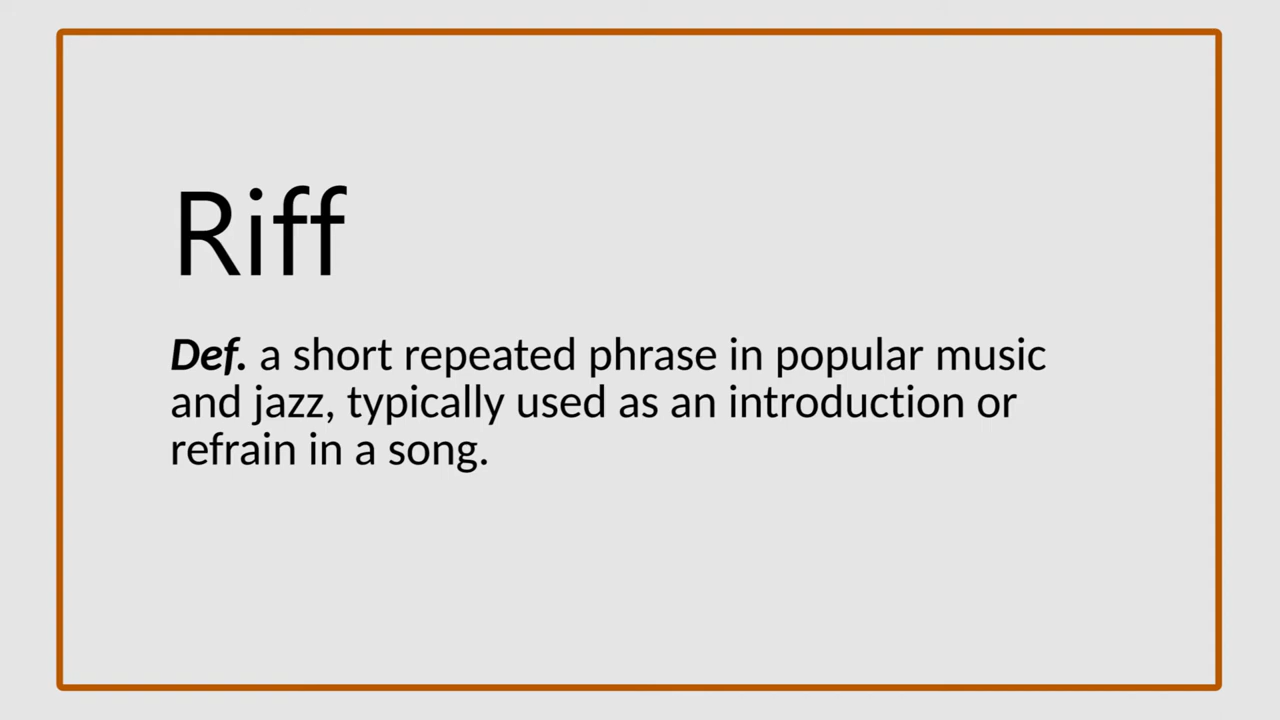 Riff
Def. a short repeated phrase in popular music
and jazz, typically used as an introduction or
refrain in a song.